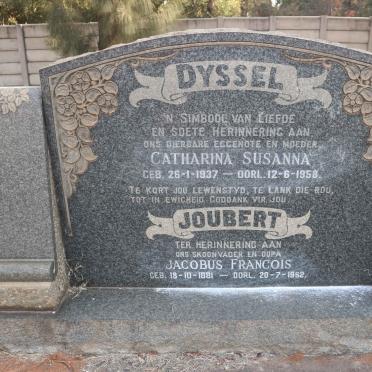 DYSSEL
'N SIMBOOL VAN LIEFDE
EN SOETE HERINNERING AAN
ONS DIERBARE EGGENOTE EN MOEDER
CATHARINA SUSANNA
GEB. 26-1-1937 — OORL. 12-6-1958.
TE KORT JOU LEWENSTYD, TE LANK DIE ROU,
TOT IN EWIGHEID GODDANK VIR JOU
JOUBERT
TER HERINNERING AAN
ONS SKOONVADER EN OUPA
JACOBUS FRANCOIS
GEB. 18-10-1881 — OORL. 20-7-1962.